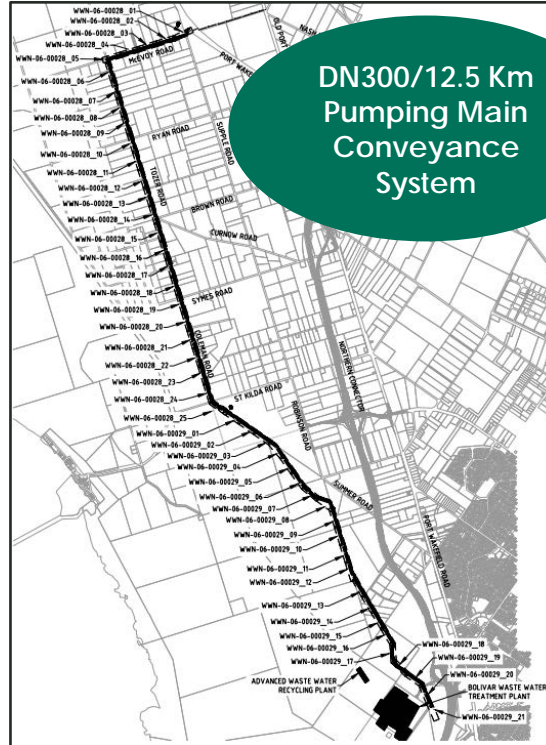 WWN-06-00028_01
WWN-06-00028_02
WWN-06-00028_03
WWN-06-00028_04
WWN-06-00028_05
WWN-06-00028_06
WWN-06-00028_07
WWN-06-00028_08
WWN-06-00028_09
WWN-06-00028_10
WWN-06-00028_11
WWN-06-00028_12
WWN-06-00028_13
WWN-06-00028_14
WWN-06-00028_15
WWN-06-00028_16
WWN-06-00028_17
WWN-06-00028_18
WWN-06-00028_19
WWN-06-00028_20
WWN-06-00028_21
WWN-06-00028_22
WWN-06-00028_23
WWN-06-00028_24
WWN-06-00028_25
WWN-06-00029_01
WWN-06-00029_02
WWN-06-00029_03
WWN-06-00029_04
WWN-06-00029_05
WWN-06-00029_06
WWN-06-00029_07
WWN-06-00029_08
WWN-06-00029_09
WWN-06-00029_10
WWN-06-00029_11
WWN-06-00029_12
WWN-06-00029_13
WWN-06-00029_14
WWN-06-00029_15
WWN-06-00029_16
WWN-06-00029_17
WWN-06-00029_18
WWN-06-00029_19
WWN-06-00029_20
ADVANCED WASTE WATER
RECYCLING PLANT
BOLIVAR WASTE WATER
TREATMENT PLANT
WWN-06-00029_21
McEVOY ROAD
PORT WAKE
OLD PORT
NASH
RYAN ROAD
SUPPLE ROAD
TOZER ROAD
BROWN ROAD
CURNOW ROAD
SYMES ROAD
COLEMAN ROAD
ST KILDA ROAD
ROBINSON ROAD
NORTHERN CONNECTOR
SUMMER ROAD
PORT WAKEFIELD ROAD
DN300/12.5 Km
Pumping Main
Conveyance
System